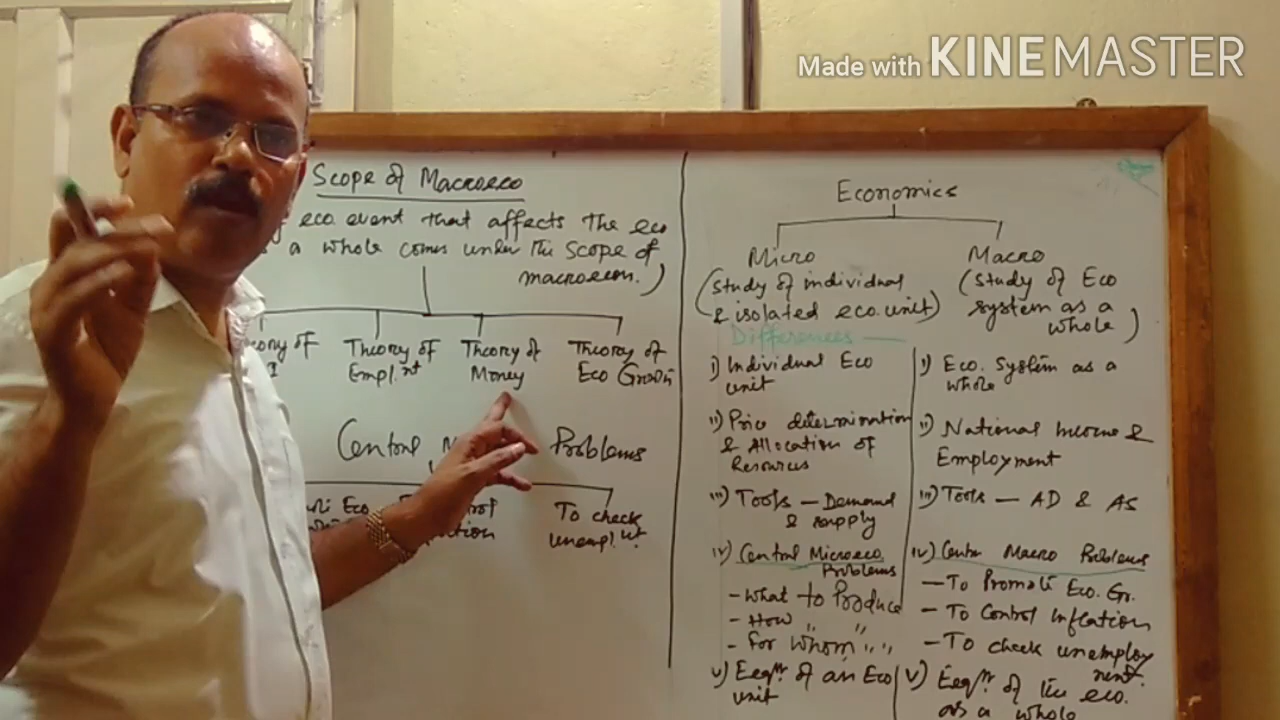 Made with KINEMASTER
Scope of Macroeco
eco event that affects the eco
a whole comes under the scope of
macroecon.)
Theory of
Theory of
Empl.nt
Theory of
Money
Theory of
Eco Growth
Central
Problems
Eco
To check
unempl.nt
Economics
Micro
(Study of individual
& isolated eco. unit)
Macro
(Study of Eco
system as a
whole)
Differences
i) Individual Eco
unit
ii) Price determination
& Allocation of
Resources
iii) Tools – Demand
& supply
iv) Central Microeco
Problems
- What to Produce
- How " "
- For Whom " "
v) Eeqm. of an Eco
unit
i) Eco. System as a
whole
ii) National Income &
Employment
iii) Tools – AD & AS
iv) Macro Problems
- To Promote Eco. Gr.
- To Control Inflation
- To check unemploy
ment.
v) Eeqm. of the eco.
as a whole